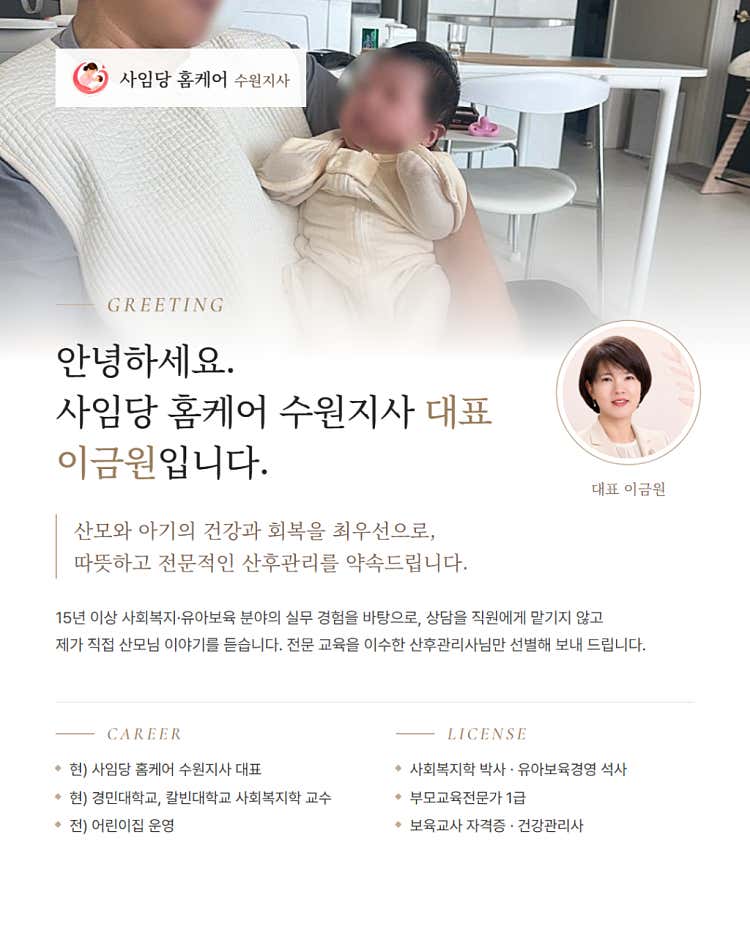 사임당 홈케어 수원지사
GREETING
안녕하세요.
사임당 홈케어 수원지사 대표
이금원입니다.
대표 이금원
산모와 아기의 건강과 회복을 최우선으로,
따뜻하고 전문적인 산후관리를 약속드립니다.
15년 이상 사회복지·유아보육 분야의 실무 경험을 바탕으로, 상담을 직원에게 맡기지 않고
제가 직접 산모님 이야기를 듣습니다. 전문 교육을 이수한 산후관리사님만 선별해 보내 드립니다.
CAREER
현) 사임당 홈케어 수원지사 대표
현) 경민대학교, 칼빈대학교 사회복지학 교수
전) 어린이집 운영
LICENSE
사회복지학 박사 · 유아보육경영 석사
부모교육전문가 1급
보육교사 자격증 · 건강관리사